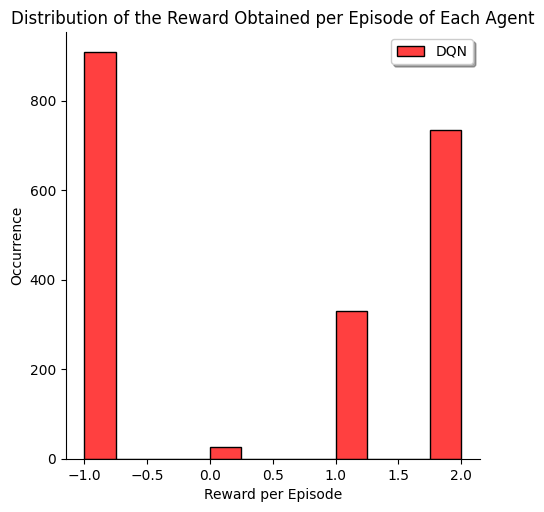 Distribution of the Reward Obtained per Episode of Each Agent
DQN
800
600
400
200
0
Occurrence
−1.0 −0.5 0.0 0.5 1.0 1.5 2.0
Reward per Episode